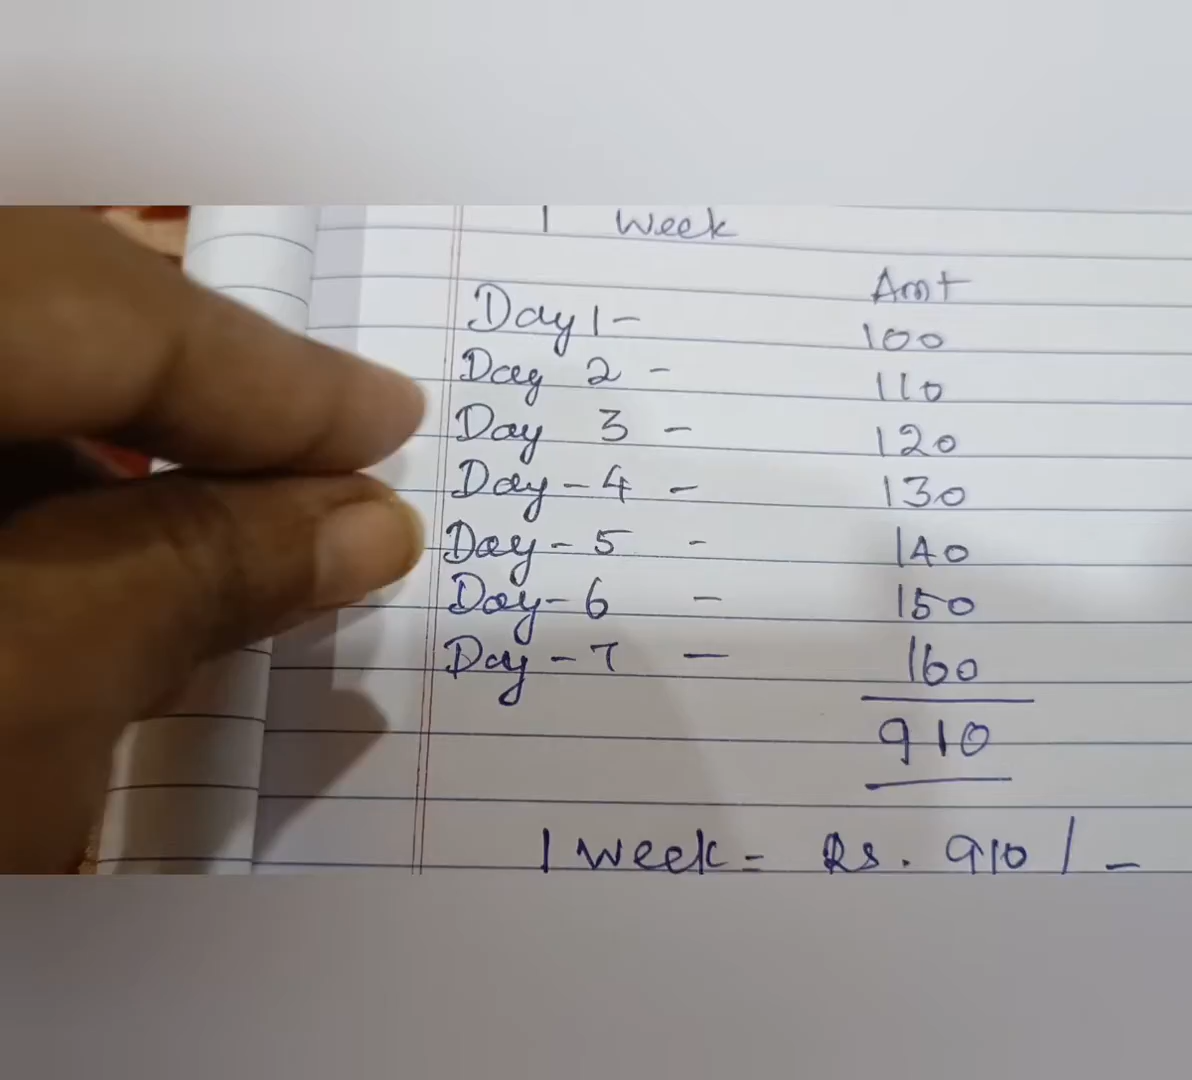 1 Week
Amt
Day 1 - 100
Day 2 - 110
Day 3 - 120
Day - 4 - 130
Day - 5 - 140
Day - 6 - 150
Day - 7 - 160
910
1 week = Rs. 910/-